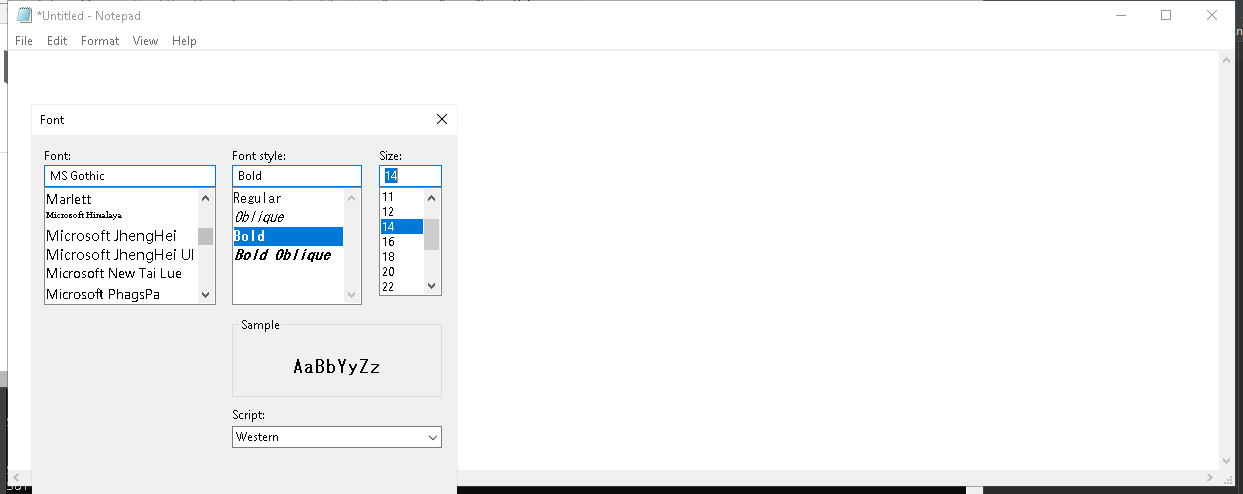 *Untitled - Notepad
File Edit Format View Help
Font
Font: Font style: Size:
MS Gothic Bold 14
Marlett
Microsoft Himalaya
Microsoft JhengHei
Microsoft JhengHei UI
Microsoft New Tai Lue
Microsoft PhagsPa
Regular
Oblique
Bold
Bold Oblique
11
12
14
16
18
20
22
Sample
AaBbYyZz
Script:
Western